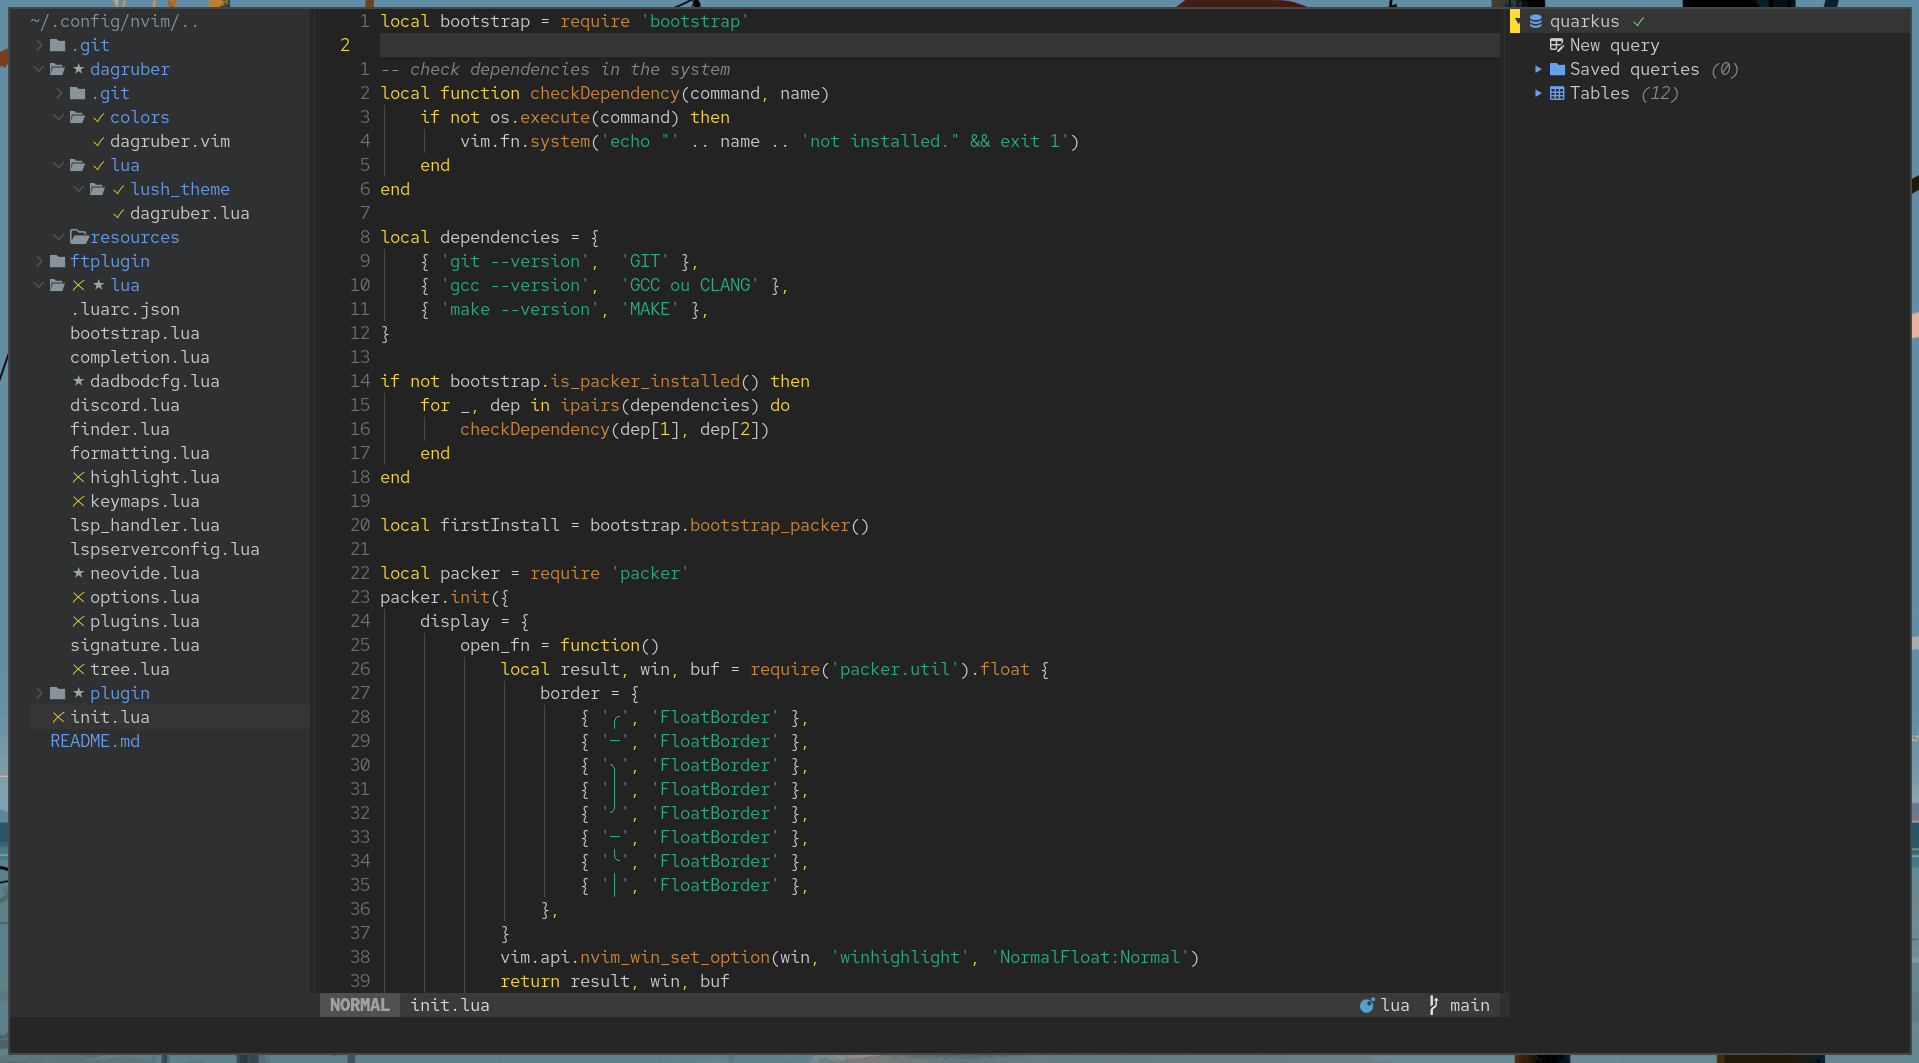 ~/.config/nvim/..
.git
★ dagruber
.git
✓ colors
✓ dagruber.vim
✓ lua
✓ lush_theme
✓ dagruber.lua
resources
ftplugin
★ lua
.luarc.json
bootstrap.lua
completion.lua
★ dadbodcfg.lua
discord.lua
finder.lua
formatting.lua
highlight.lua
keymaps.lua
lsp_handler.lua
lspserverconfig.lua
★ neovide.lua
options.lua
plugins.lua
signature.lua
tree.lua
★ plugin
init.lua
README.md
1 local bootstrap = require 'bootstrap'
2
1 -- check dependencies in the system
2 local function checkDependency(command, name)
3     if not os.execute(command) then
4         vim.fn.system('echo "' .. name .. 'not installed." && exit 1')
5     end
6 end
7
8 local dependencies = {
9     { 'git --version',  'GIT' },
10     { 'gcc --version',  'GCC ou CLANG' },
11     { 'make --version', 'MAKE' },
12 }
13
14 if not bootstrap.is_packer_installed() then
15     for _, dep in ipairs(dependencies) do
16         checkDependency(dep[1], dep[2])
17     end
18 end
19
20 local firstInstall = bootstrap.bootstrap_packer()
21
22 local packer = require 'packer'
23 packer.init({
24     display = {
25         open_fn = function()
26             local result, win, buf = require('packer.util').float {
27                 border = {
28                     { '╭', 'FloatBorder' },
29                     { '─', 'FloatBorder' },
30                     { '╮', 'FloatBorder' },
31                     { '│', 'FloatBorder' },
32                     { '╯', 'FloatBorder' },
33                     { '─', 'FloatBorder' },
34                     { '╰', 'FloatBorder' },
35                     { '│', 'FloatBorder' },
36                 },
37             }
38             vim.api.nvim_win_set_option(win, 'winhighlight', 'NormalFloat:Normal')
39             return result, win, buf
NORMAL init.lua lua main
quarkus ✓
New query
Saved queries (0)
Tables (12)